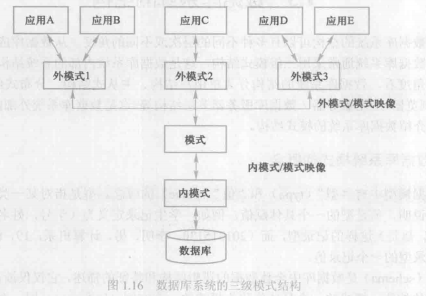 应用A 应用B 应用C 应用D 应用E
外模式1 外模式2 外模式3
外模式/模式映像
模式
内模式/模式映像
内模式
数据库
图 1.16 数据库系统的三级模式结构